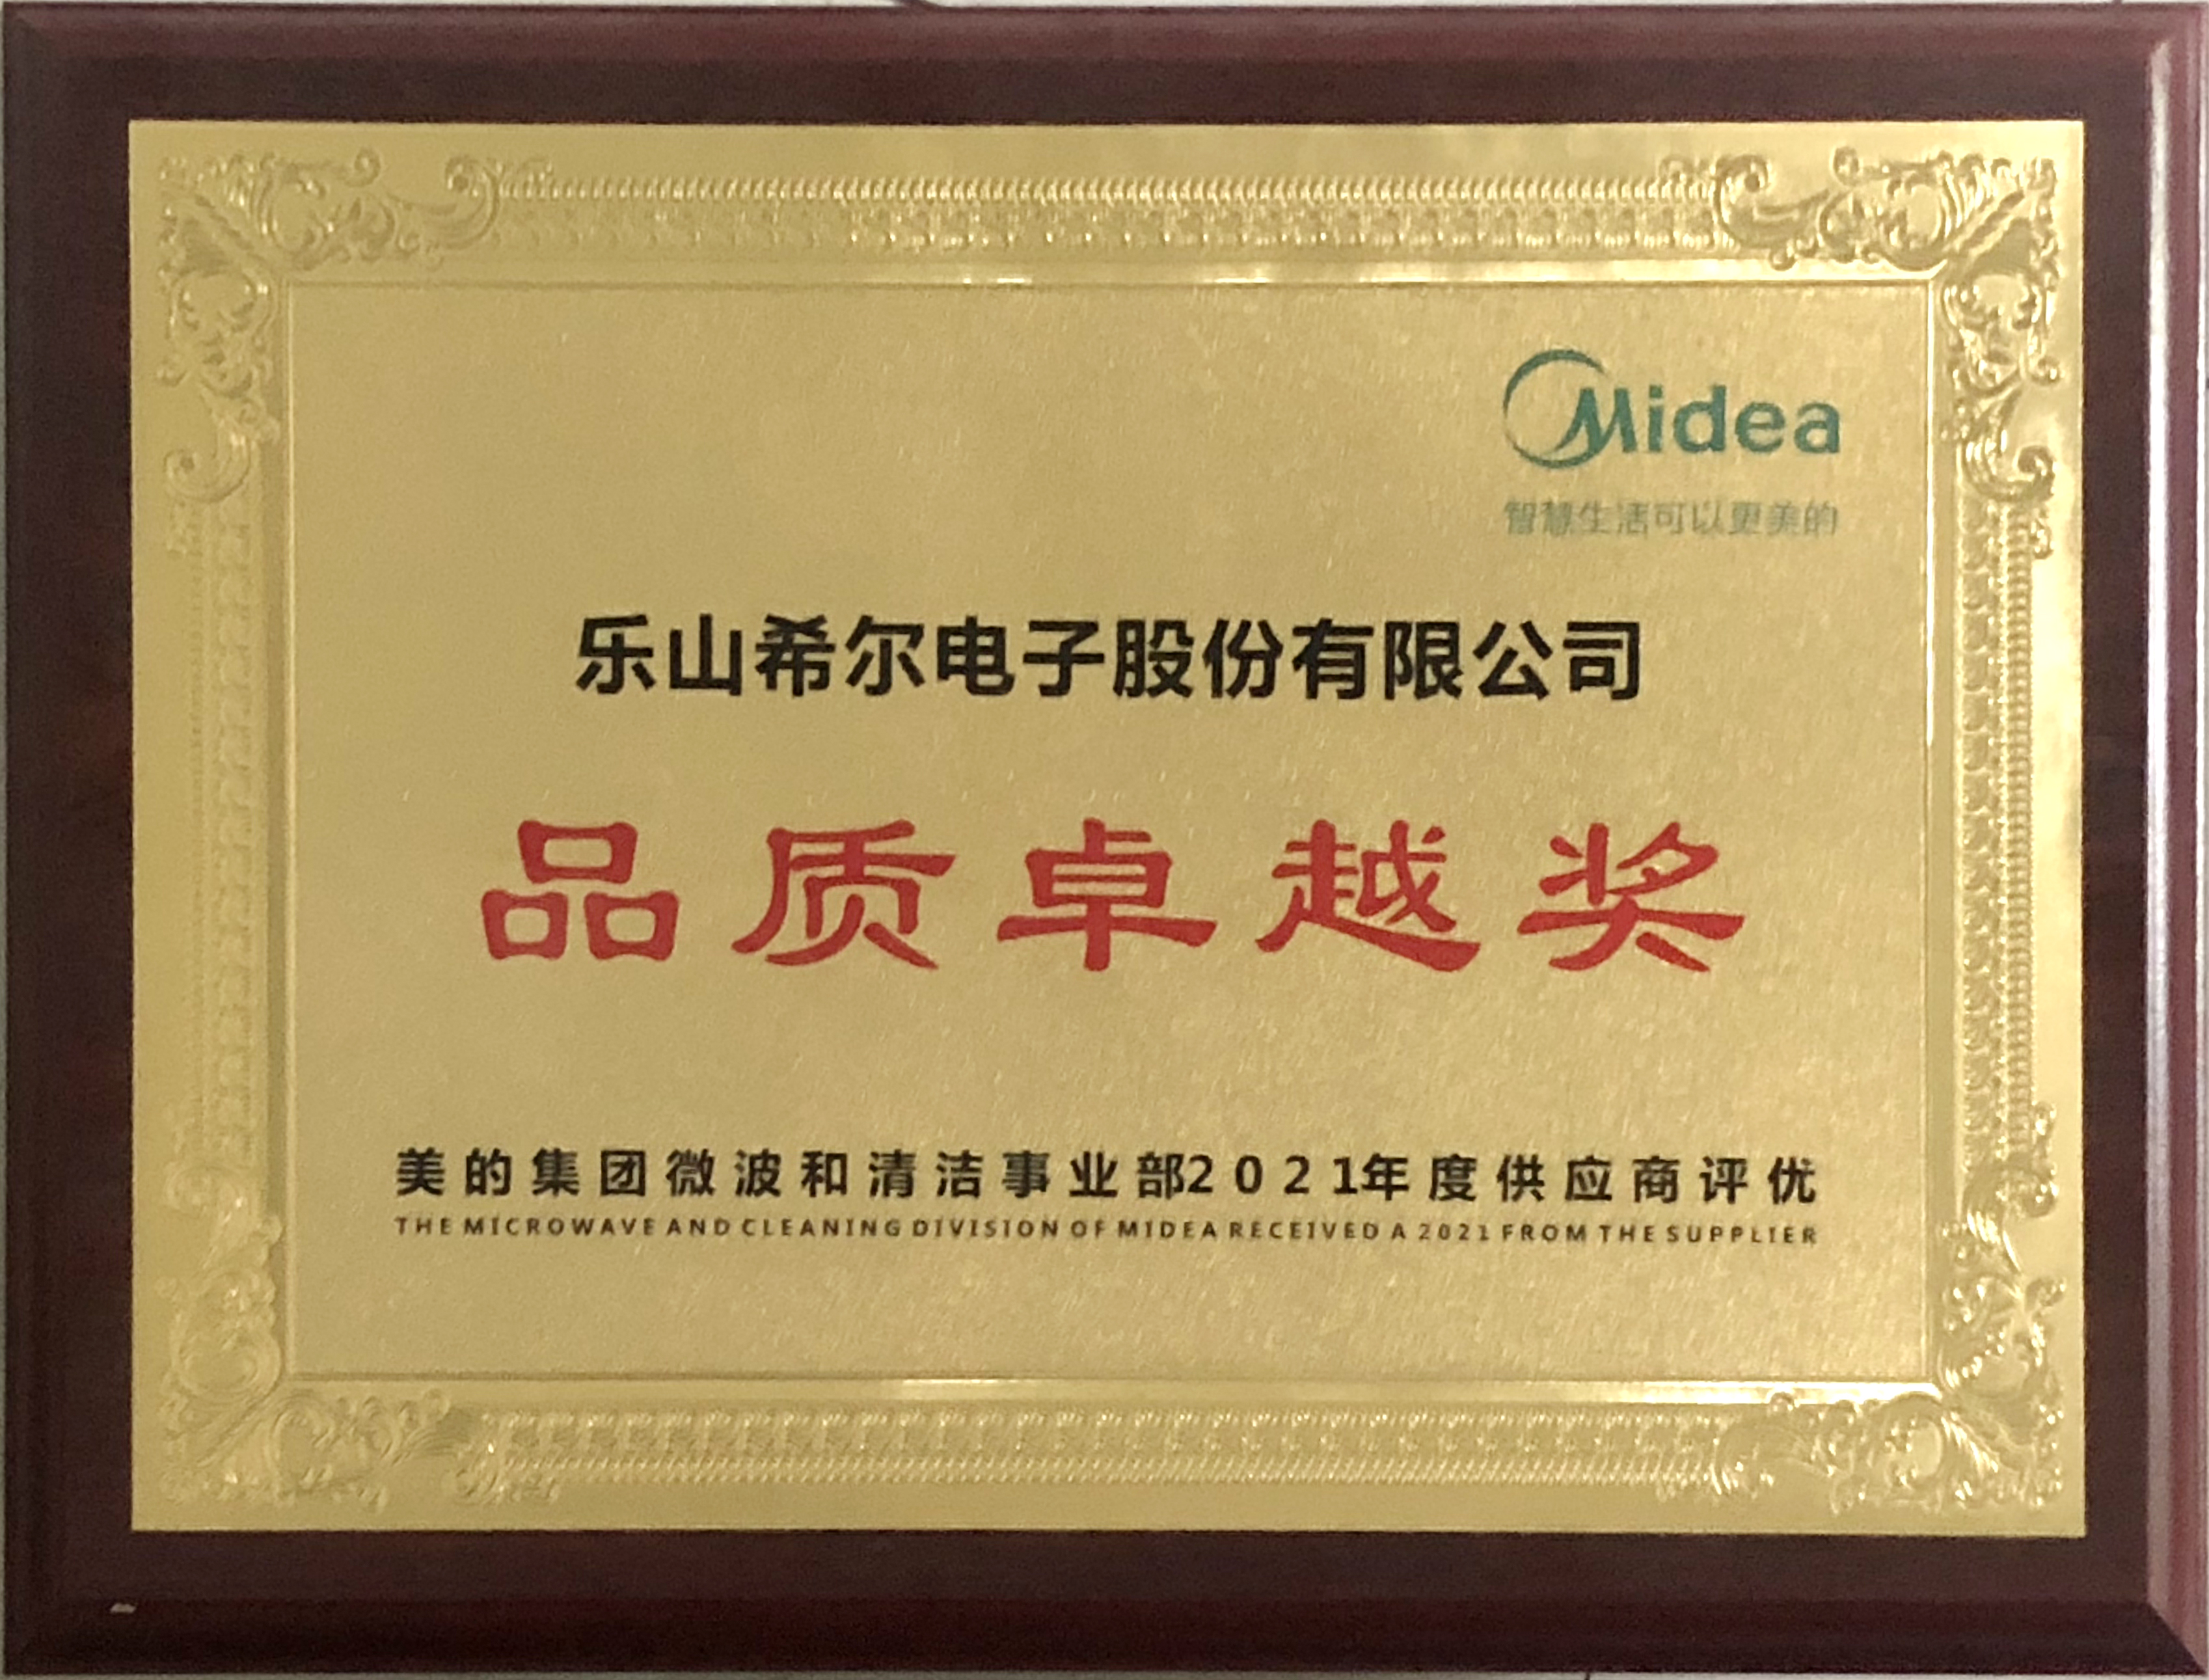 Midea
智慧生活可以更美的
乐山希尔电子股份有限公司
品质卓越奖
美的集团微波和清洁事业部2021年度供应商评优
THE MICROWAVE AND CLEANING DIVISION OF MIDEA RECEIVED A 2021 FROM THE SUPPLIER